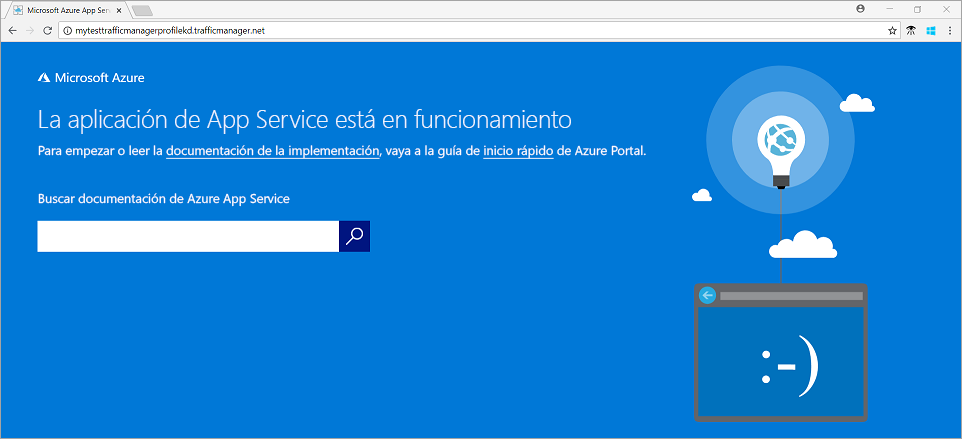 Microsoft Azure App Ser
mytesttrafficmanagerprofilekd.trafficmanager.net
Microsoft Azure
La aplicación de App Service está en funcionamiento
Para empezar o leer la documentación de la implementación, vaya a la guía de inicio rápido de Azure Portal.
Buscar documentación de Azure App Service
:-)